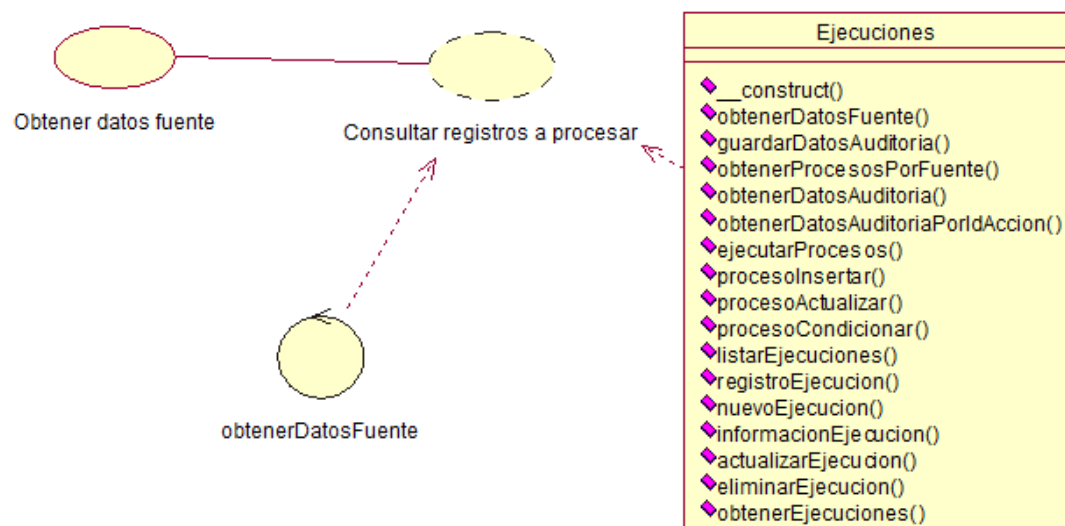 Obtener datos fuente
Consultar registros a procesar
obtenerDatosFuente
Ejecuciones
__construct()
obtenerDatosFuente()
guardarDatosAuditoria()
obtenerProcesosPorFuente()
obtenerDatosAuditoria()
obtenerDatosAuditoriaPorIdAccion()
ejecutarProcesos()
procesoInsertar()
procesoActualizar()
procesoCondicionar()
listarEjecuciones()
registroEjecucion()
nuevoEjecucion()
informacionEjecucion()
actualizarEjecucion()
eliminarEjecucion()
obtenerEjecuciones()